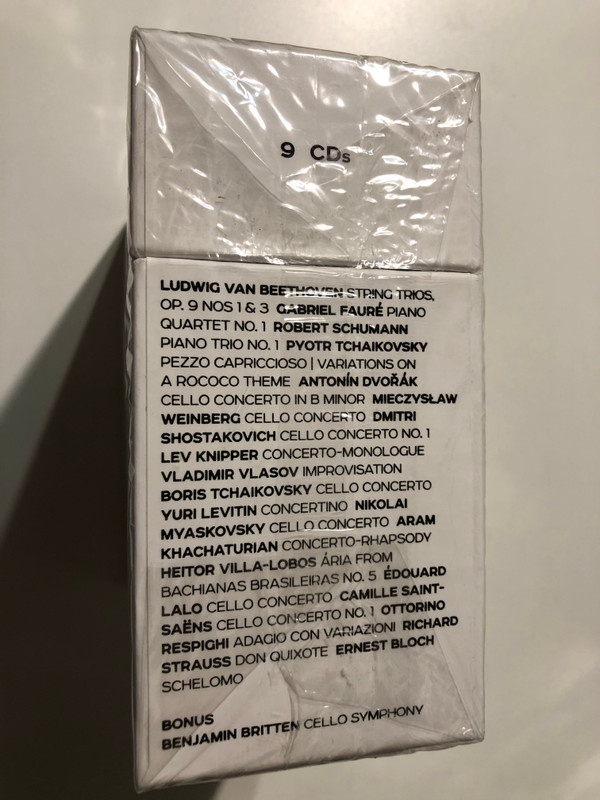 9 CDs
LUDWIG VAN BEETHOVEN STRING TRIOS,
OP. 9 NOS 1 & 3 GABRIEL FAURÉ PIANO
QUARTET NO. 1 ROBERT SCHUMANN
PIANO TRIO NO. 1 PYOTR TCHAIKOVSKY
PEZZO CAPRICCIOSO | VARIATIONS ON
A ROCOCO THEME ANTONÍN DVOŘÁK
CELLO CONCERTO IN B MINOR MIECZYSŁAW
WEINBERG CELLO CONCERTO DMITRI
SHOSTAKOVICH CELLO CONCERTO NO. 1
LEV KNIPPER CONCERTO-MONOLOGUE
VLADIMIR VLASOV IMPROVISATION
BORIS TCHAIKOVSKY CELLO CONCERTO
YURI LEVITIN CONCERTINO NIKOLAI
MYASKOVSKY CELLO CONCERTO ARAM
KHACHATURIAN CONCERTO-RHAPSODY
HEITOR VILLA-LOBOS ÁRIA FROM
BACHIANAS BRASILEIRAS NO. 5 ÉDOUARD
LALO CELLO CONCERTO CAMILLE SAINT-
SAËNS CELLO CONCERTO NO. 1 OTTORINO
RESPIGHI ADAGIO CON VARIAZIONI RICHARD
STRAUSS DON QUIXOTE ERNEST BLOCH
SCHELOMO
BONUS
BENJAMIN BRITTEN CELLO SYMPHONY